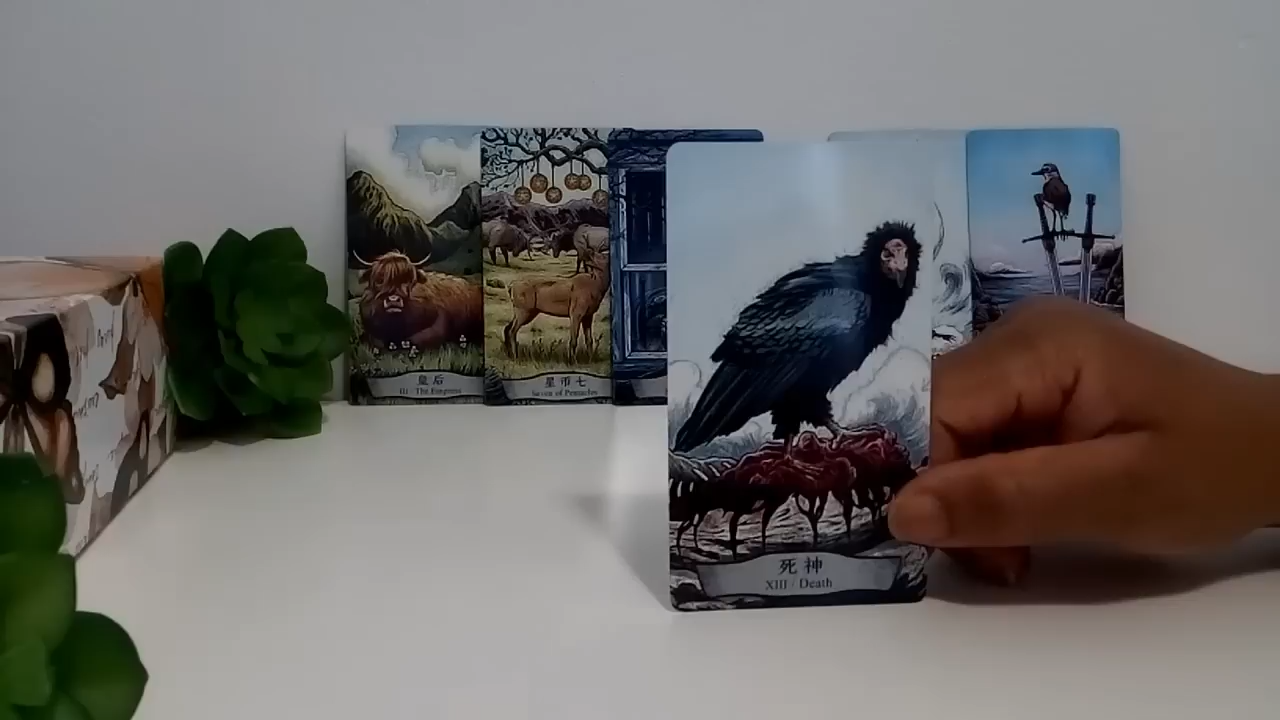 皇后
III / The Empress
星币七
Seven of Pentacles
死神
XIII / Death